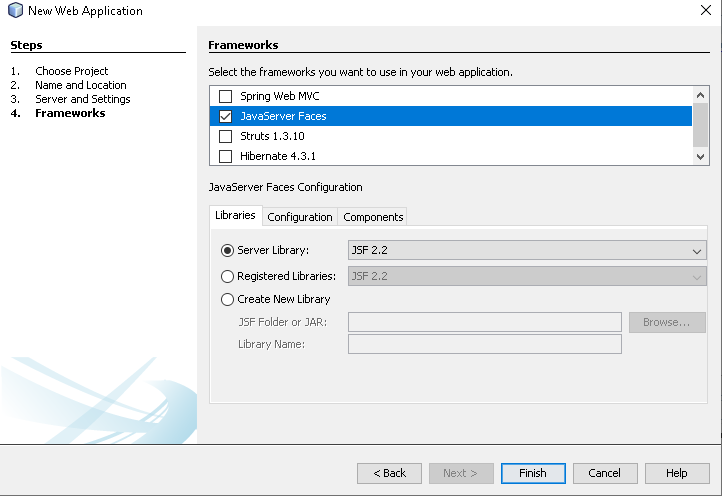 New Web Application
Steps
1. Choose Project
2. Name and Location
3. Server and Settings
4. Frameworks
Frameworks
Select the frameworks you want to use in your web application.
Spring Web MVC
JavaServer Faces
Struts 1.3.10
Hibernate 4.3.1
JavaServer Faces Configuration
Libraries Configuration Components
Server Library: JSF 2.2
Registered Libraries: JSF 2.2
Create New Library
JSF Folder or JAR: Browse...
Library Name:
< Back Next > Finish Cancel Help